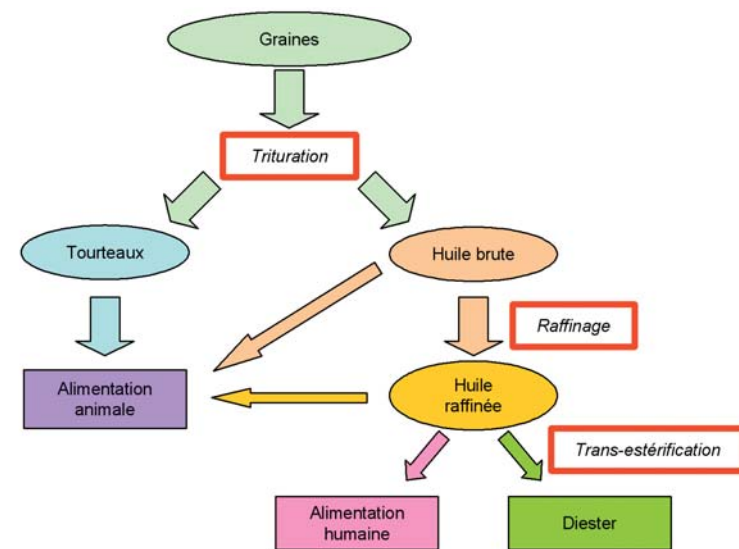 Graines
Trituration
Tourteaux
Huile brute
Raffinage
Alimentation
animale
Huile
raffinée
Trans-estérification
Alimentation
humaine
Diester